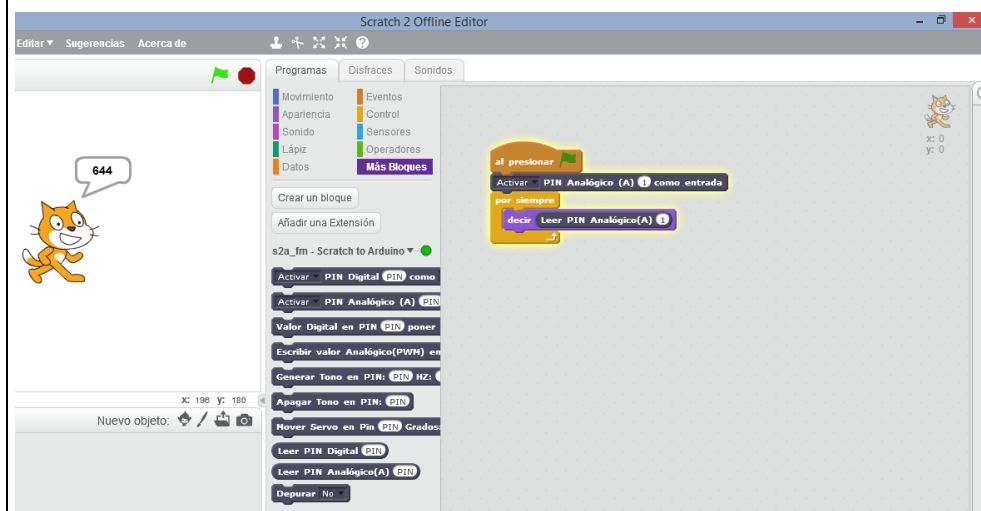 Scratch 2 Offline Editor
Editar Sugerencias Acerca de
Programas Disfraces Sonidos
Movimiento Eventos
Apariencia Control
Sonido Sensores
Lápiz Operadores
Datos Más Bloques
Crear un bloque
Añadir una Extensión
s2a_fm - Scratch to Arduino
Activar PIN Digital PIN como
Activar PIN Analógico (A) PIN
Valor Digital en PIN PIN poner
Escribir valor Analógico(PWM) en
Generar Tono en PIN: PIN HZ:
Apagar Tono en PIN: PIN
Mover Servo en Pin PIN Grados:
Leer PIN Digital PIN
Leer PIN Analógico(A) PIN
Depurar No
644
X: 196 Y: 180
Nuevo objeto:
al presionar
Activar PIN Analógico (A) 1 como entrada
por siempre
decir Leer PIN Analógico(A) 1
x: 0
y: 0